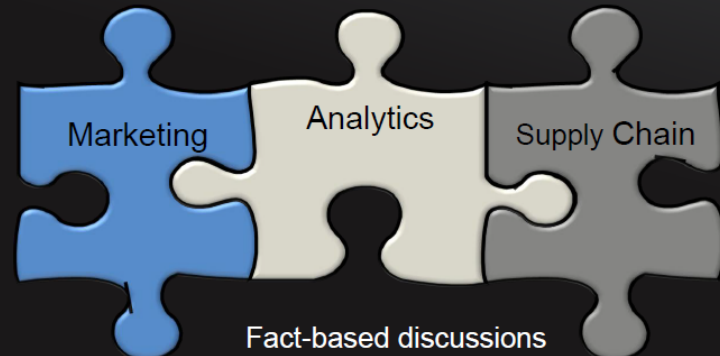 Marketing
Analytics
Supply Chain
Fact-based discussions